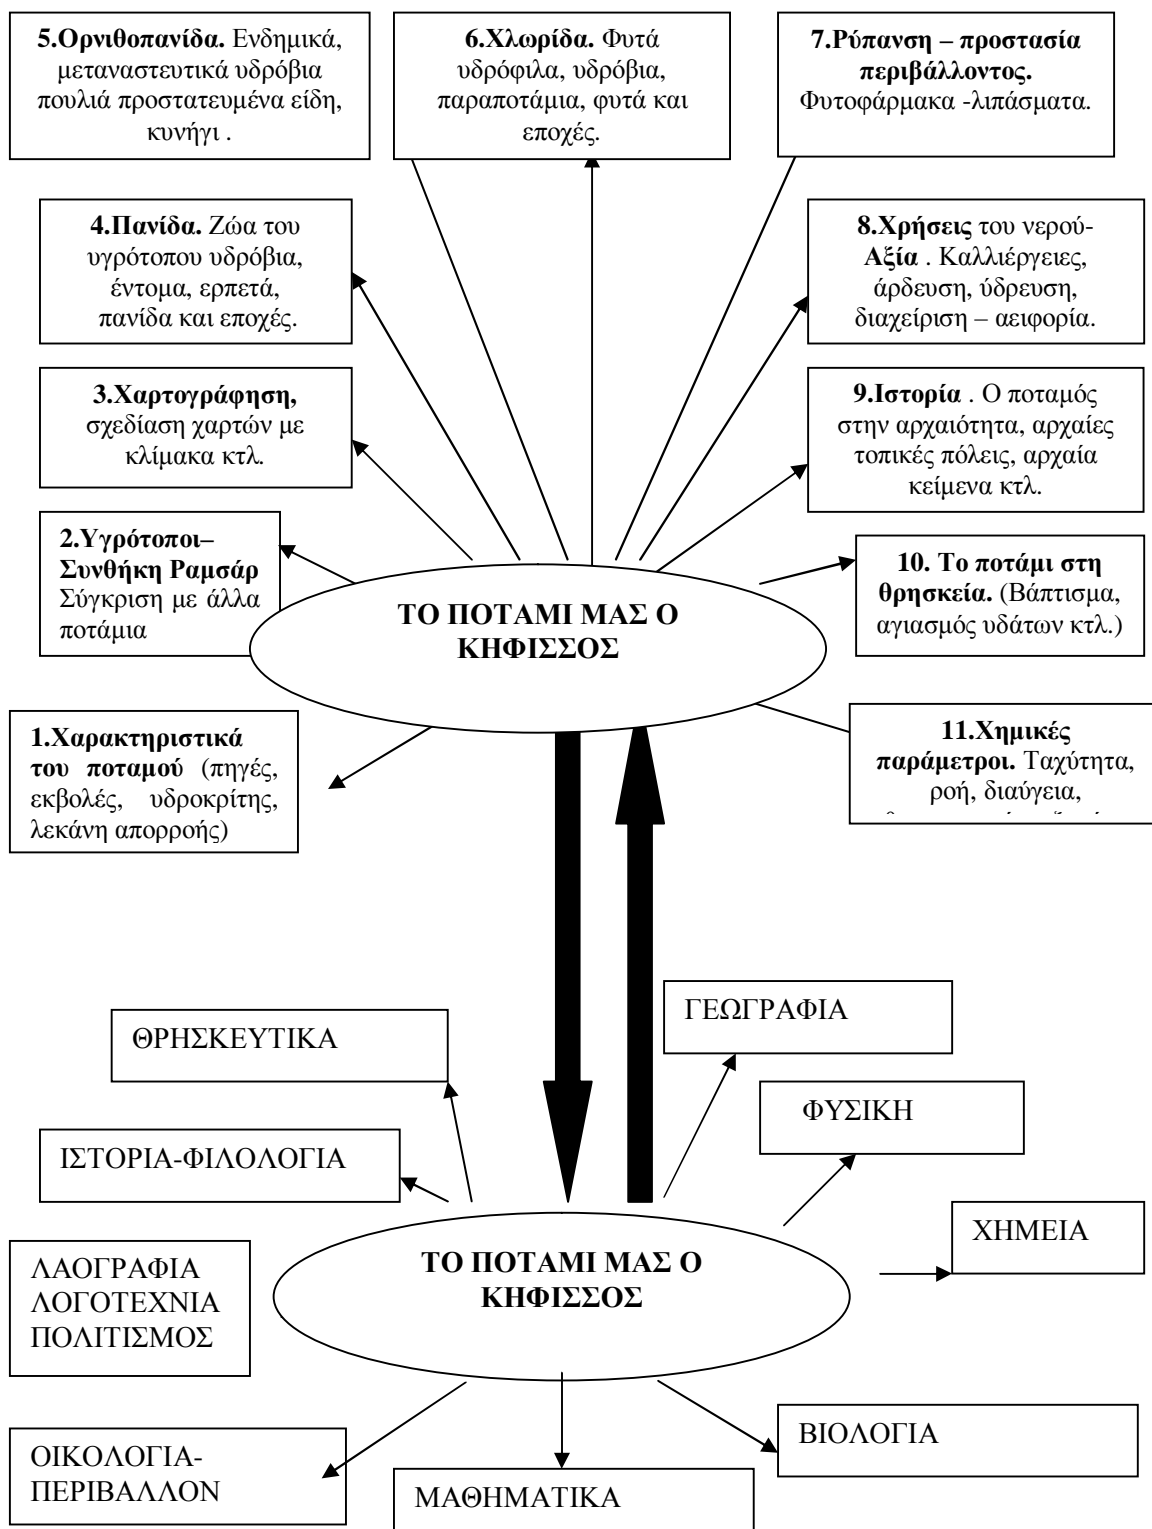 5.Ορνιθοπανίδα. Ενδημικά,
μεταναστευτικά υδρόβια
πουλιά προστατευμένα είδη,
κυνήγι .
6.Χλωρίδα. Φυτά
υδρόφιλα, υδρόβια,
παραποτάμια, φυτά και
εποχές.
7.Ρύπανση – προστασία
περιβάλλοντος.
Φυτοφάρμακα -λιπάσματα.
4.Πανίδα. Ζώα του
υγρότοπου υδρόβια,
έντομα, ερπετά,
πανίδα και εποχές.
8.Χρήσεις του νερού-
Αξία . Καλλιέργειες,
άρδευση, ύδρευση,
διαχείριση – αειφορία.
3.Χαρτογράφηση,
σχεδίαση χαρτών με
κλίμακα κτλ.
9.Ιστορία . Ο ποταμός
στην αρχαιότητα, αρχαίες
τοπικές πόλεις, αρχαία
κείμενα κτλ.
2.Υγρότοποι–
Συνθήκη Ραμσάρ
Σύγκριση με άλλα
ποτάμια
10. Το ποτάμι στη
θρησκεία. (Βάπτισμα,
αγιασμός υδάτων κτλ.)
ΤΟ ΠΟΤΑΜΙ ΜΑΣ Ο
ΚΗΦΙΣΣΟΣ
1.Χαρακτηριστικά
του ποταμού (πηγές,
εκβολές, υδροκρίτης,
λεκάνη απορροής)
11.Χημικές
παράμετροι. Ταχύτητα,
ροή, διαύγεια,
ΓΕΩΓΡΑΦΙΑ
ΘΡΗΣΚΕΥΤΙΚΑ
ΦΥΣΙΚΗ
ΙΣΤΟΡΙΑ-ΦΙΛΟΛΟΓΙΑ
ΧΗΜΕΙΑ
ΛΑΟΓΡΑΦΙΑ
ΛΟΓΟΤΕΧΝΙΑ
ΠΟΛΙΤΙΣΜΟΣ
ΤΟ ΠΟΤΑΜΙ ΜΑΣ Ο
ΚΗΦΙΣΣΟΣ
ΒΙΟΛΟΓΙΑ
ΟΙΚΟΛΟΓΙΑ-
ΠΕΡΙΒΑΛΛΟΝ
ΜΑΘΗΜΑΤΙΚΑ